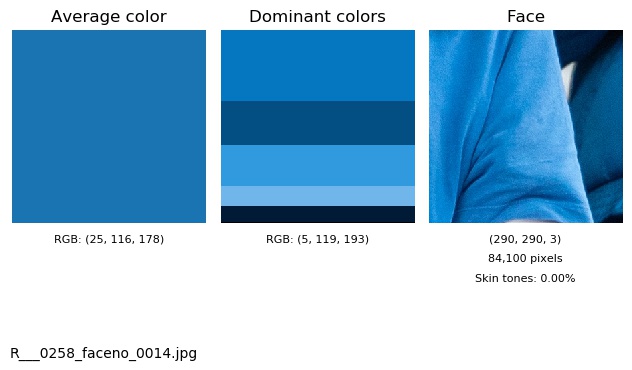 Average color
Dominant colors
Face
RGB: (25, 116, 178)
RGB: (5, 119, 193)
(290, 290, 3)
84,100 pixels
Skin tones: 0.00%
R___0258_faceno_0014.jpg